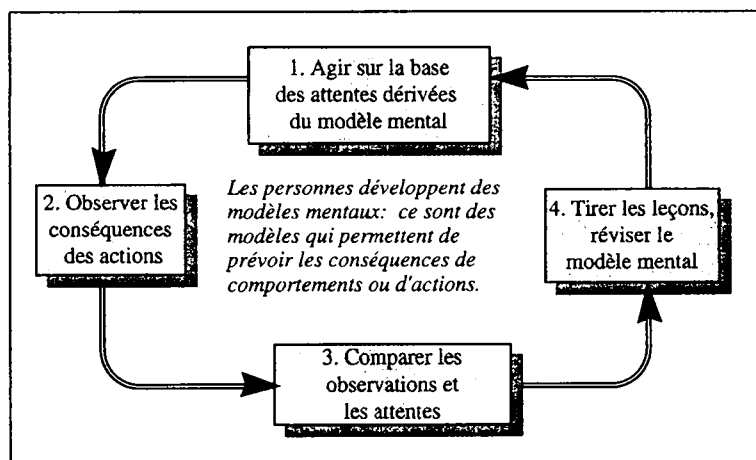 1. Agir sur la base
des attentes dérivées
du modèle mental
2. Observer les
conséquences
des actions
Les personnes développent des
modèles mentaux: ce sont des
modèles qui permettent de
prévoir les conséquences de
comportements ou d'actions.
4. Tirer les leçons,
réviser le
modèle mental
3. Comparer les
observations et
les attentes